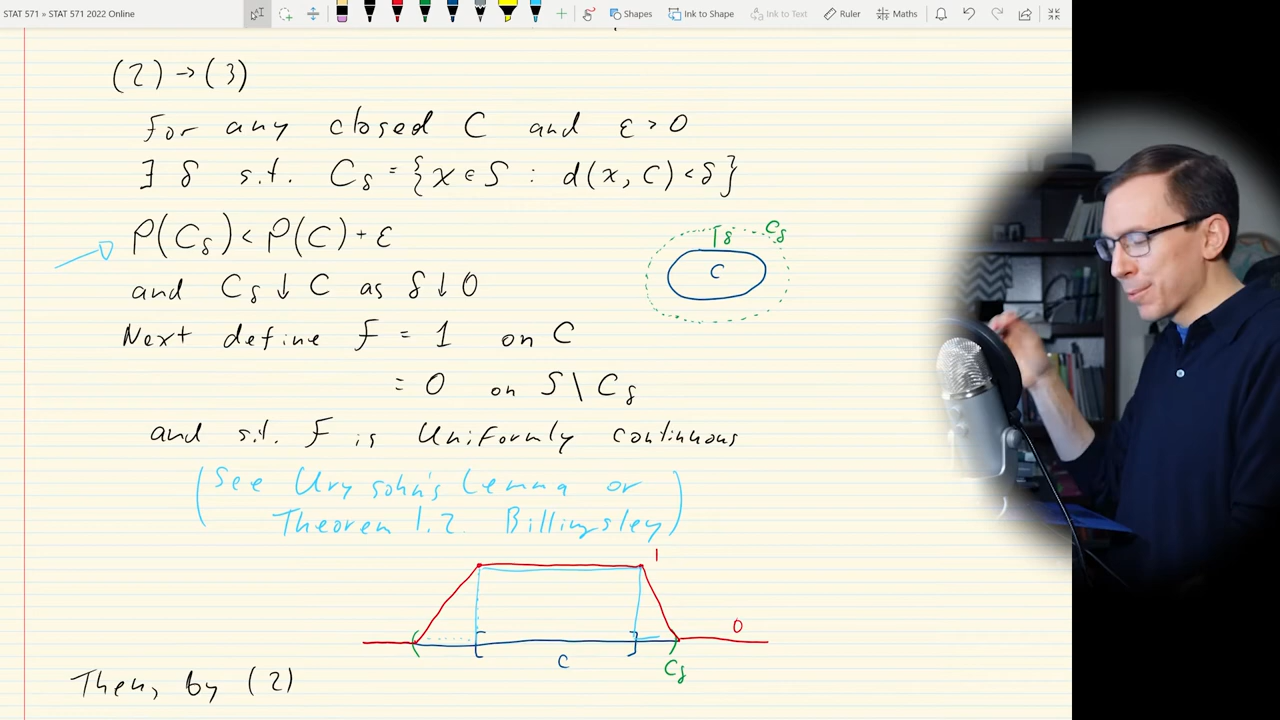 STAT 571 » STAT 571 2022 Online
Shapes
Ink to Shape
Ink to Text
Ruler
Maths
(2) → (3)
For any closed C and ε > 0
∃ δ s.t. C_δ = {x ∈ S : d(x, C) < δ}
P(C_δ) < P(C) + ε
and C_δ ↓ C as δ ↓ 0
δ C_δ
C
Next define f = 1 on C
= 0 on S \ C_δ
and s.t. f is Uniformly continuous
(See Urysohn's Lemma or
Theorem 1.2. Billingsley)
1
0
C
C_δ
Then, by (2)